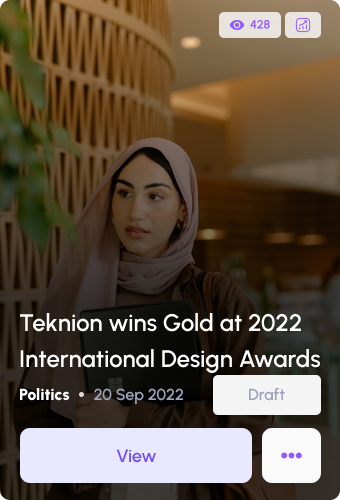 428
Teknion wins Gold at 2022
International Design Awards
Politics • 20 Sep 2022 Draft
View